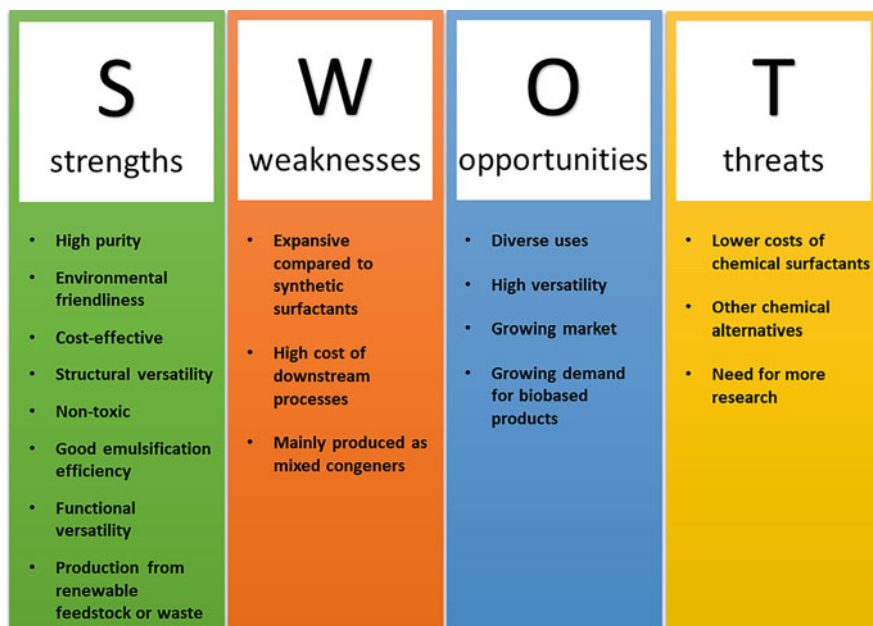 S
strengths
• High purity
• Environmental
friendliness
• Cost-effective
• Structural versatility
• Non-toxic
• Good emulsification
efficiency
• Functional
versatility
• Production from
renewable
feedstock or waste
W
weaknesses
• Expansive
compared to
synthetic
surfactants
• High cost of
downstream
processes
• Mainly produced as
mixed congeners
O
opportunities
• Diverse uses
• High versatility
• Growing market
• Growing demand
for biobased
products
T
threats
• Lower costs of
chemical surfactants
• Other chemical
alternatives
• Need for more
research